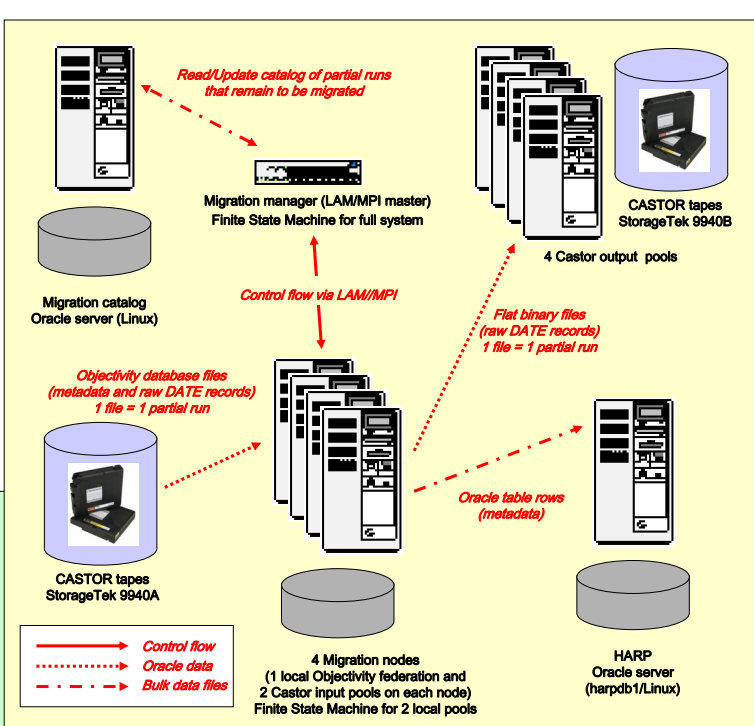 Read/Update catalog of partial runs
that remain to be migrated
Migration manager (LAM/MPI master)
Finite State Machine for full system
CASTOR tapes
StorageTek 9940B
4 Castor output pools
Migration catalog
Oracle server (Linux)
Control flow via LAM//MPI
Flat binary files
(raw DATE records)
1 file = 1 partial run
Objectivity database files
(metadata and raw DATE records)
1 file = 1 partial run
Oracle table rows
(metadata)
CASTOR tapes
StorageTek 9940A
Control flow
Oracle data
Bulk data files
4 Migration nodes
(1 local Objectivity federation and
2 Castor input pools on each node)
Finite State Machine for 2 local pools
HARP
Oracle server
(harpdb1/Linux)